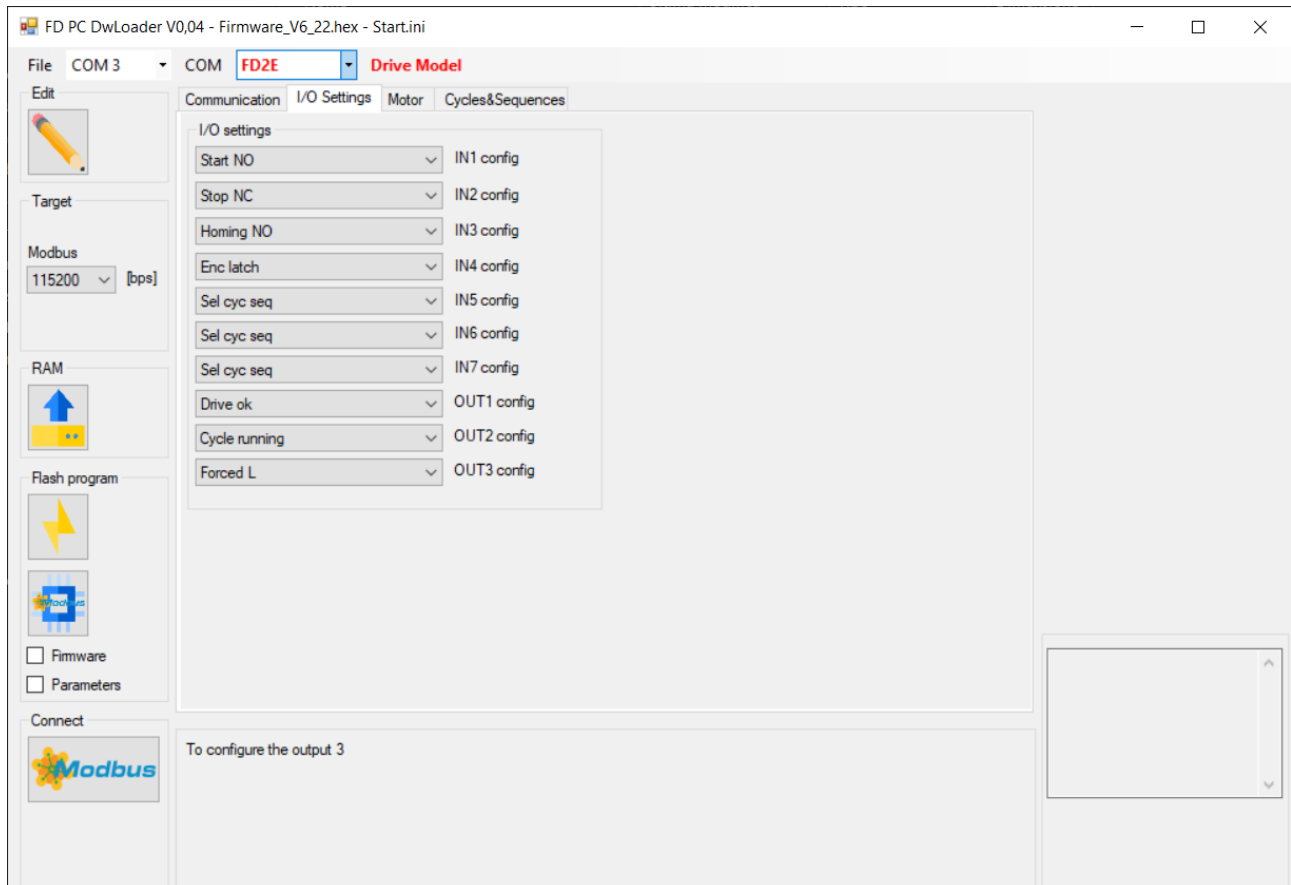 FD PC DwLoader V0,04 - Firmware_V6_22.hex - Start.ini
File COM 3 COM FD2E Drive Model
Edit
Communication I/O Settings Motor Cycles&Sequences
I/O settings
Start NO IN1 config
Stop NC IN2 config
Target
Homing NO IN3 config
Modbus
Enc latch IN4 config
115200 [bps]
Sel cyc seq IN5 config
Sel cyc seq IN6 config
Sel cyc seq IN7 config
RAM
Drive ok OUT1 config
Cycle running OUT2 config
Forced L OUT3 config
Flash program
Modbus
Firmware
Parameters
Connect
Modbus
To configure the output 3